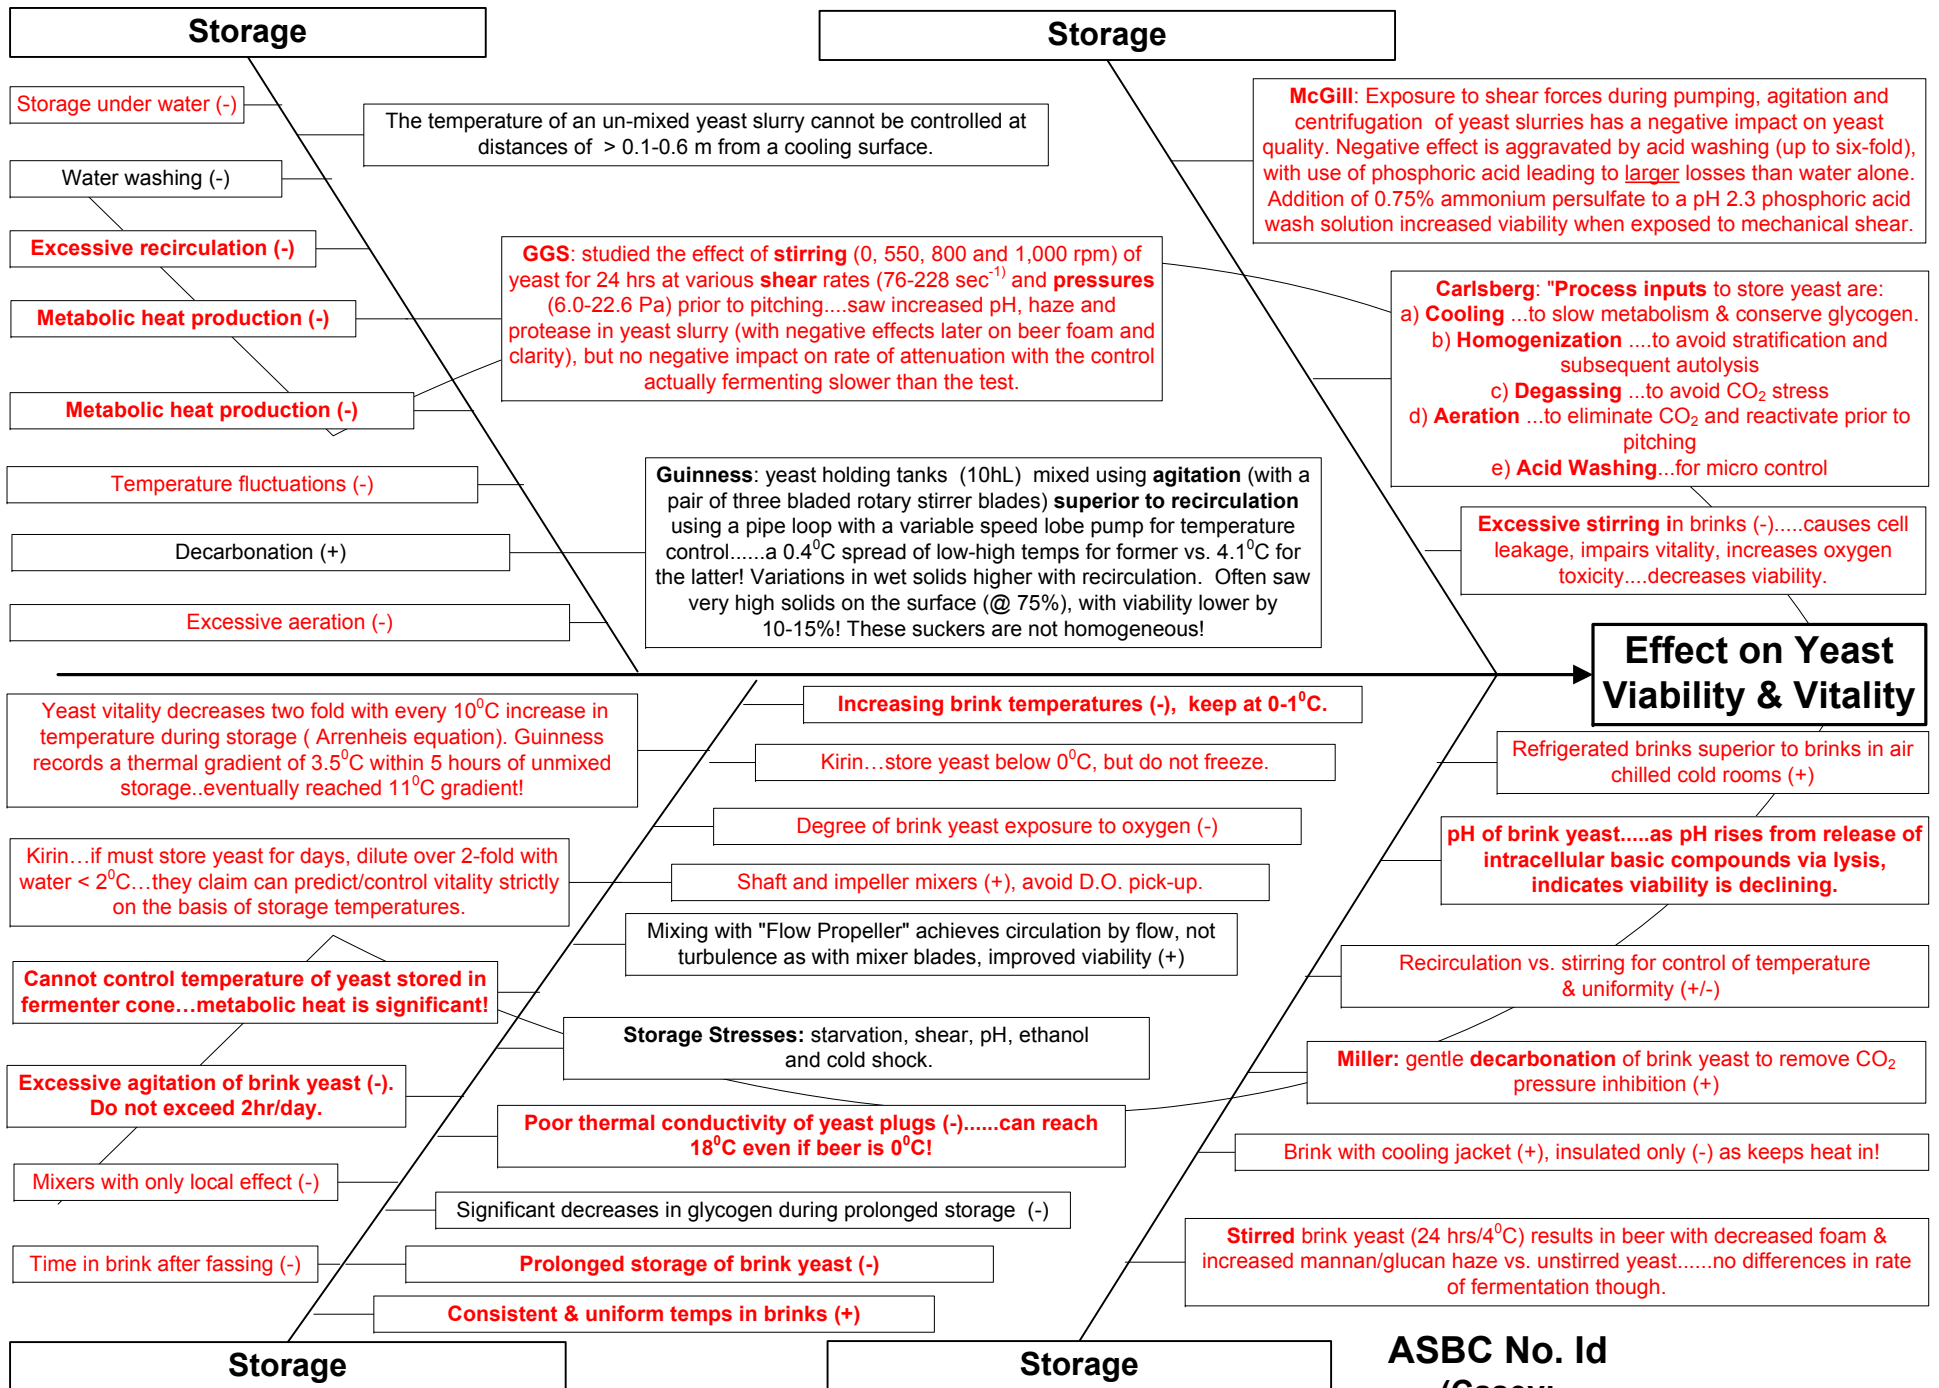 Storage
Storage
Storage under water (-)
The temperature of an un-mixed yeast slurry cannot be controlled at
distances of > 0.1-0.6 m from a cooling surface.
McGill: Exposure to shear forces during pumping, agitation and
centrifugation of yeast slurries has a negative impact on yeast
quality. Negative effect is aggravated by acid washing (up to six-fold),
with use of phosphoric acid leading to larger losses than water alone.
Addition of 0.75% ammonium persulfate to a pH 2.3 phosphoric acid
wash solution increased viability when exposed to mechanical shear.
Water washing (-)
Excessive recirculation (-)
GGS: studied the effect of stirring (0, 550, 800 and 1,000 rpm) of
yeast for 24 hrs at various shear rates (76-228 sec-1) and pressures
(6.0-22.6 Pa) prior to pitching....saw increased pH, haze and
protease in yeast slurry (with negative effects later on beer foam and
clarity), but no negative impact on rate of attenuation with the control
actually fermenting slower than the test.
Carlsberg: "Process inputs to store yeast are:
a) Cooling ...to slow metabolism & conserve glycogen.
b) Homogenization ....to avoid stratification and
subsequent autolysis
c) Degassing ...to avoid CO2 stress
d) Aeration ...to eliminate CO2 and reactivate prior to
pitching
e) Acid Washing...for micro control
Metabolic heat production (-)
Metabolic heat production (-)
Temperature fluctuations (-)
Guinness: yeast holding tanks (10hL) mixed using agitation (with a
pair of three bladed rotary stirrer blades) superior to recirculation
using a pipe loop with a variable speed lobe pump for temperature
control......a 0.4⁰C spread of low-high temps for former vs. 4.1⁰C for
the latter! Variations in wet solids higher with recirculation. Often saw
very high solids on the surface (@ 75%), with viability lower by
10-15%! These suckers are not homogeneous!
Excessive stirring in brinks (-).....causes cell
leakage, impairs vitality, increases oxygen
toxicity....decreases viability.
Decarbonation (+)
Excessive aeration (-)
Effect on Yeast
Viability & Vitality
Yeast vitality decreases two fold with every 10⁰C increase in
temperature during storage ( Arrenheis equation). Guinness
records a thermal gradient of 3.5⁰C within 5 hours of unmixed
storage..eventually reached 11⁰C gradient!
Increasing brink temperatures (-), keep at 0-1⁰C.
Kirin…store yeast below 0⁰C, but do not freeze.
Refrigerated brinks superior to brinks in air
chilled cold rooms (+)
Degree of brink yeast exposure to oxygen (-)
pH of brink yeast.....as pH rises from release of
intracellular basic compounds via lysis,
indicates viability is declining.
Kirin…if must store yeast for days, dilute over 2-fold with
water < 2⁰C…they claim can predict/control vitality strictly
on the basis of storage temperatures.
Shaft and impeller mixers (+), avoid D.O. pick-up.
Mixing with "Flow Propeller" achieves circulation by flow, not
turbulence as with mixer blades, improved viability (+)
Recirculation vs. stirring for control of temperature
& uniformity (+/-)
Cannot control temperature of yeast stored in
fermenter cone…metabolic heat is significant!
Storage Stresses: starvation, shear, pH, ethanol
and cold shock.
Miller: gentle decarbonation of brink yeast to remove CO2
pressure inhibition (+)
Excessive agitation of brink yeast (-).
Do not exceed 2hr/day.
Poor thermal conductivity of yeast plugs (-)......can reach
18⁰C even if beer is 0⁰C!
Brink with cooling jacket (+), insulated only (-) as keeps heat in!
Mixers with only local effect (-)
Significant decreases in glycogen during prolonged storage (-)
Stirred brink yeast (24 hrs/4⁰C) results in beer with decreased foam &
increased mannan/glucan haze vs. unstirred yeast......no differences in rate
of fermentation though.
Time in brink after fassing (-)
Prolonged storage of brink yeast (-)
Consistent & uniform temps in brinks (+)
Storage
Storage
ASBC No. Id
(Casey: